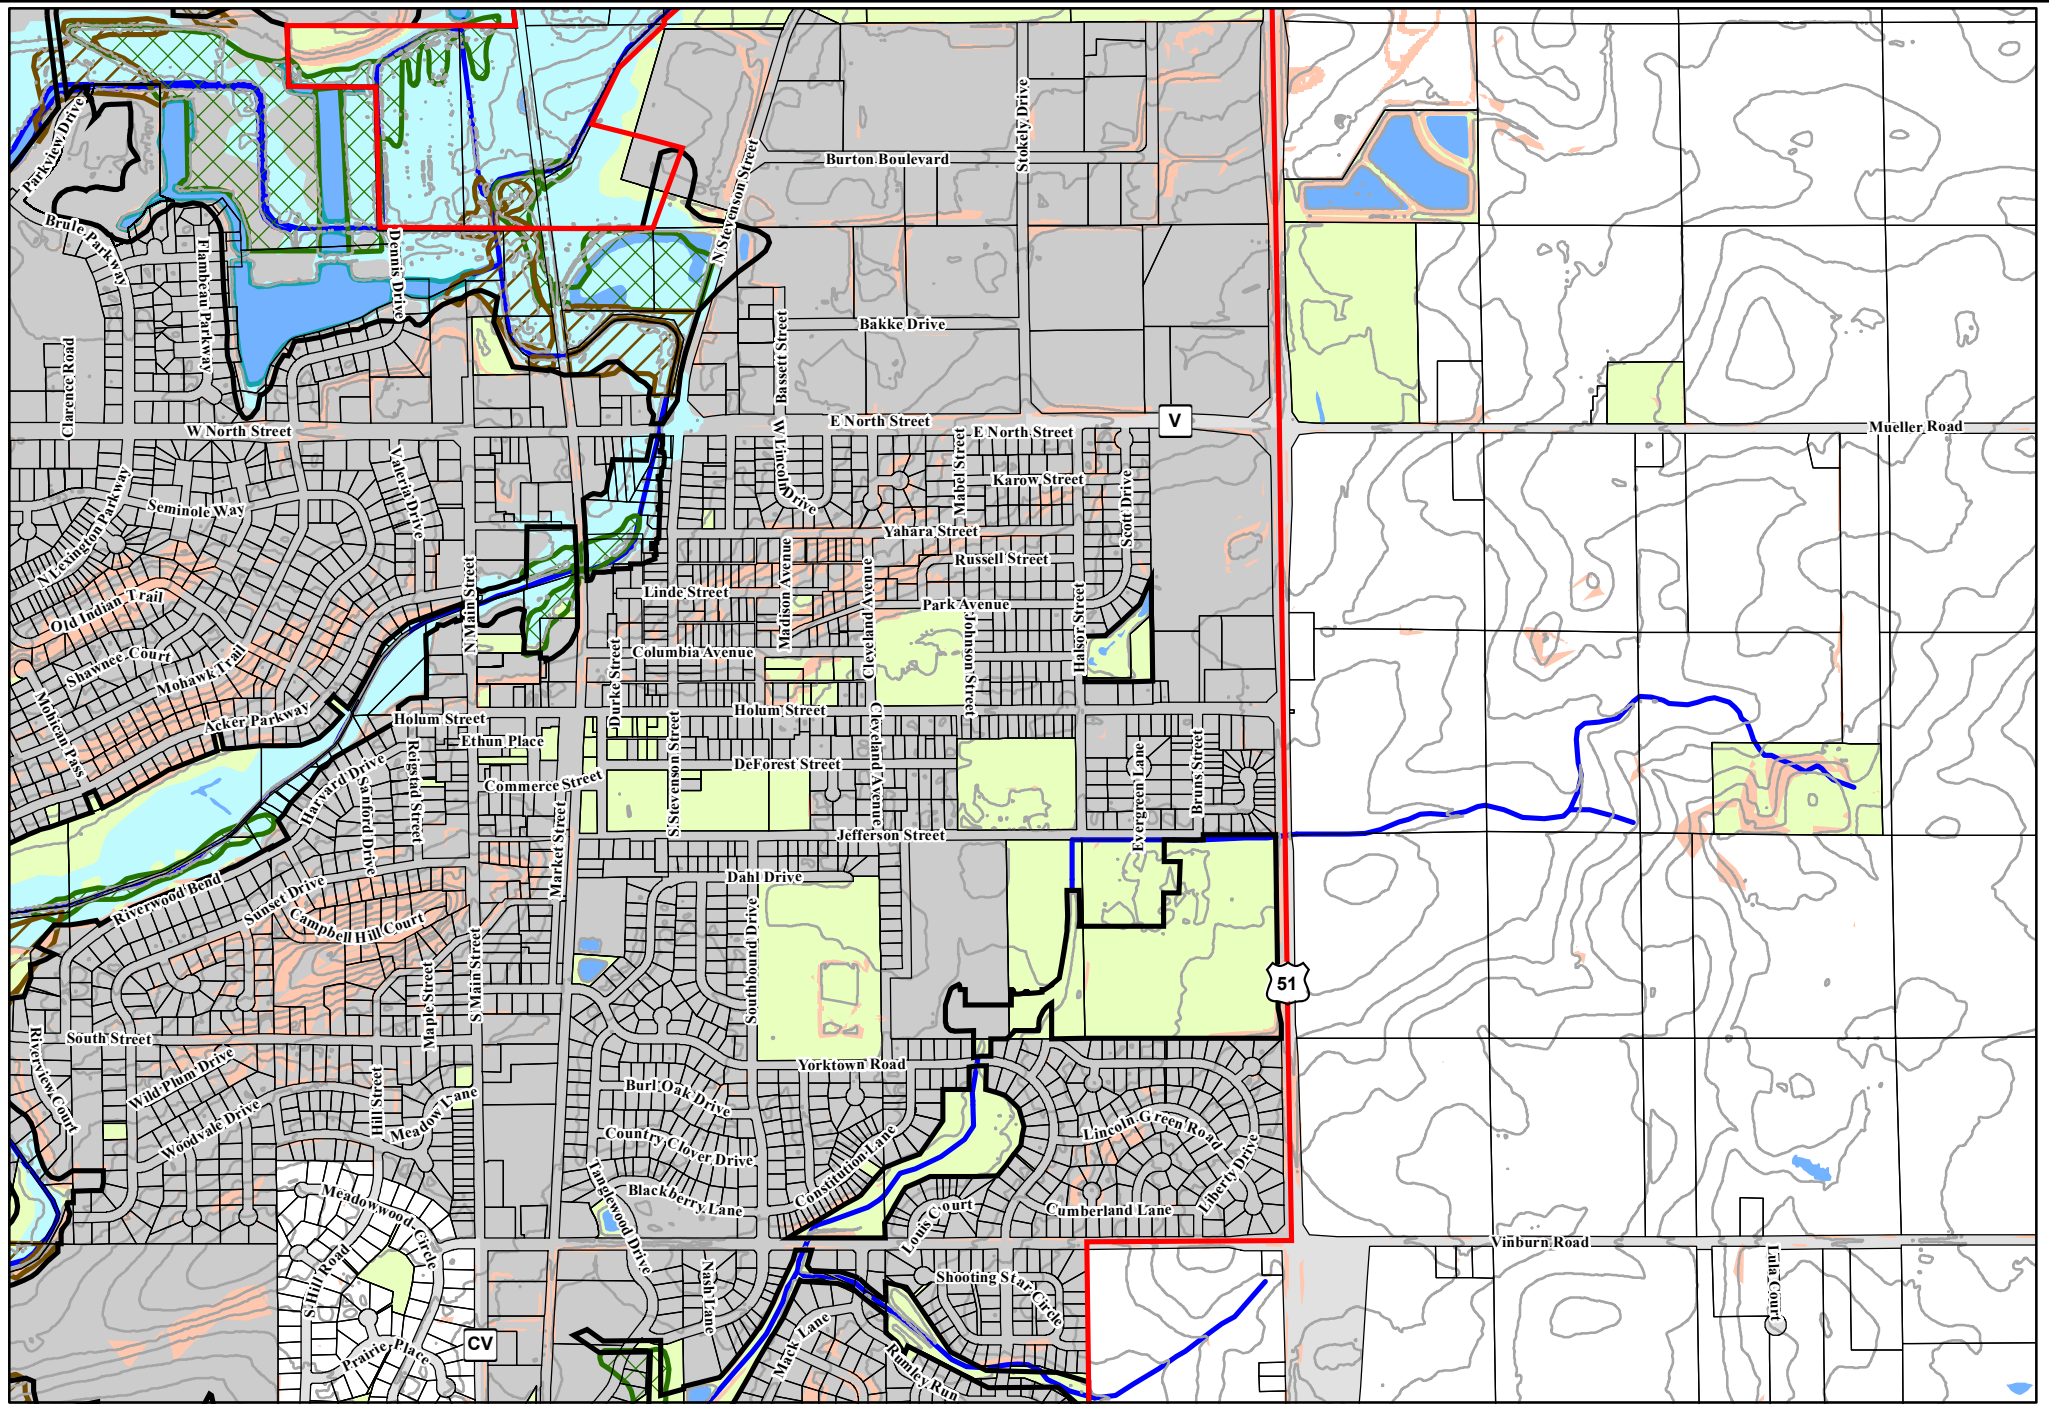 Parkview Drive
Stokely Drive
Burton Boulevard
N Stevenson Street
Brule Parkway
Flambeau Parkway
Dennis Drive
Bakke Drive
Bassett Street
Clarence Road
W North Street
E North Street
V
E North Street
Mueller Road
Valeria Drive
W Lincoln Drive
Mabel Street
Karow Street
Scott Drive
N Lexington Parkway
Seminole Way
Yahara Street
Russell Street
Old Indian Trail
N Main Street
Linde Street
Madison Avenue
Cleveland Avenue
Park Avenue
Johnson Street
Halsor Street
Shawnee Court
Mohawk Trail
Columbia Avenue
Durke Street
Mohican Pass
Acker Parkway
Holum Street
Holum Street
Ethun Place
Reigstad Street
S Stevenson Street
DeForest Street
Cleveland Avenue
Evergreen Lane
Bruns Street
Harvard Drive
Sanford Drive
Commerce Street
Market Street
Jefferson Street
Riverwood Bend
Sunset Drive
Campbell Hill Court
Dahl Drive
Southbound Drive
S Main Street
Maple Street
51
Riverview Court
South Street
Wild Plum Drive
Woodvale Drive
Hill Street
Meadow Lane
Yorktown Road
Burl Oak Drive
Country Clover Drive
Constitution Lane
Lincoln Green Road
Liberty Drive
Tanglewood Drive
Blackberry Lane
Louis Court
Cumberland Lane
Meadowwood Circle
S Hill Road
Vinburn Road
Lula Court
Nash Lane
Shooting Star Circle
Prairie Place
CV
Mack Lane
Rumley Run